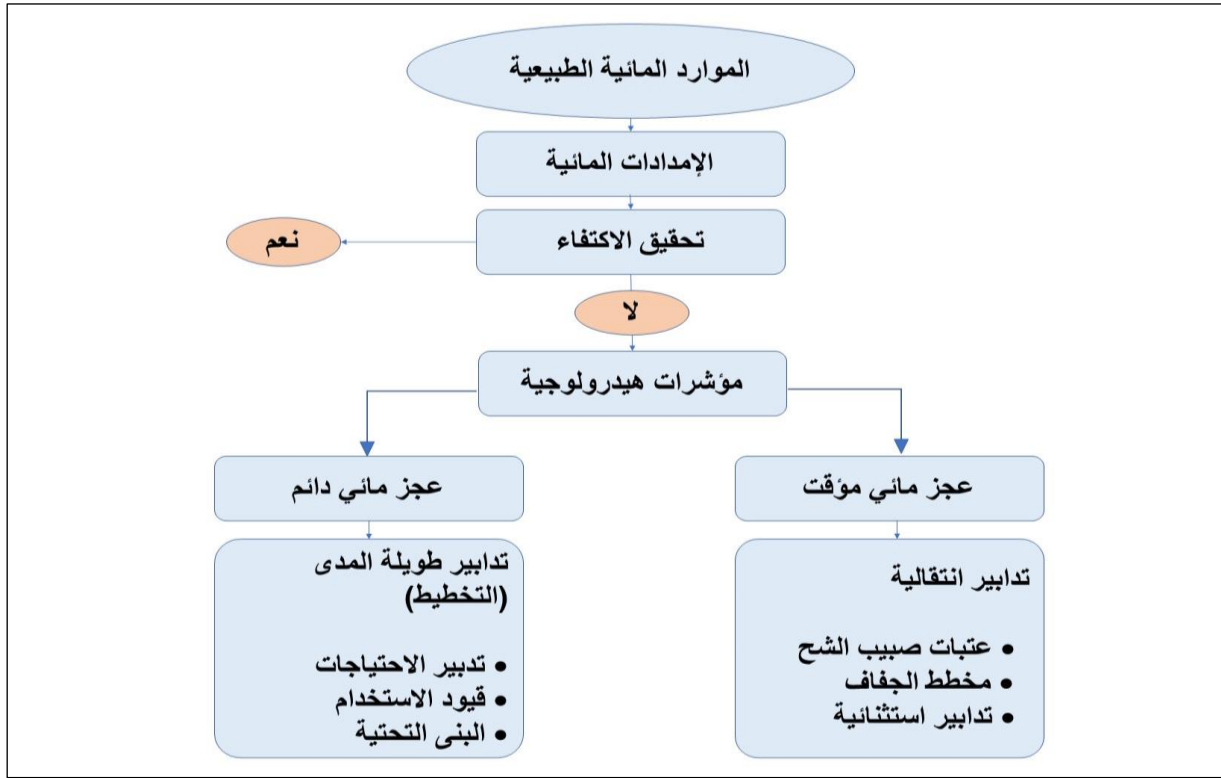 الموارد المائية الطبيعية
الإمدادات المائية
تحقيق الاكتفاء
نعم
لا
مؤشرات هيدرولوجية
عجز مائي مؤقت
عجز مائي دائم
تدابير انتقالية
• عتبات صبيب الشح
• مخطط الجفاف
• تدابير استثنائية
تدابير طويلة المدى
(التخطيط)
• تدبير الاحتياجات
• قيود الاستخدام
• البنى التحتية